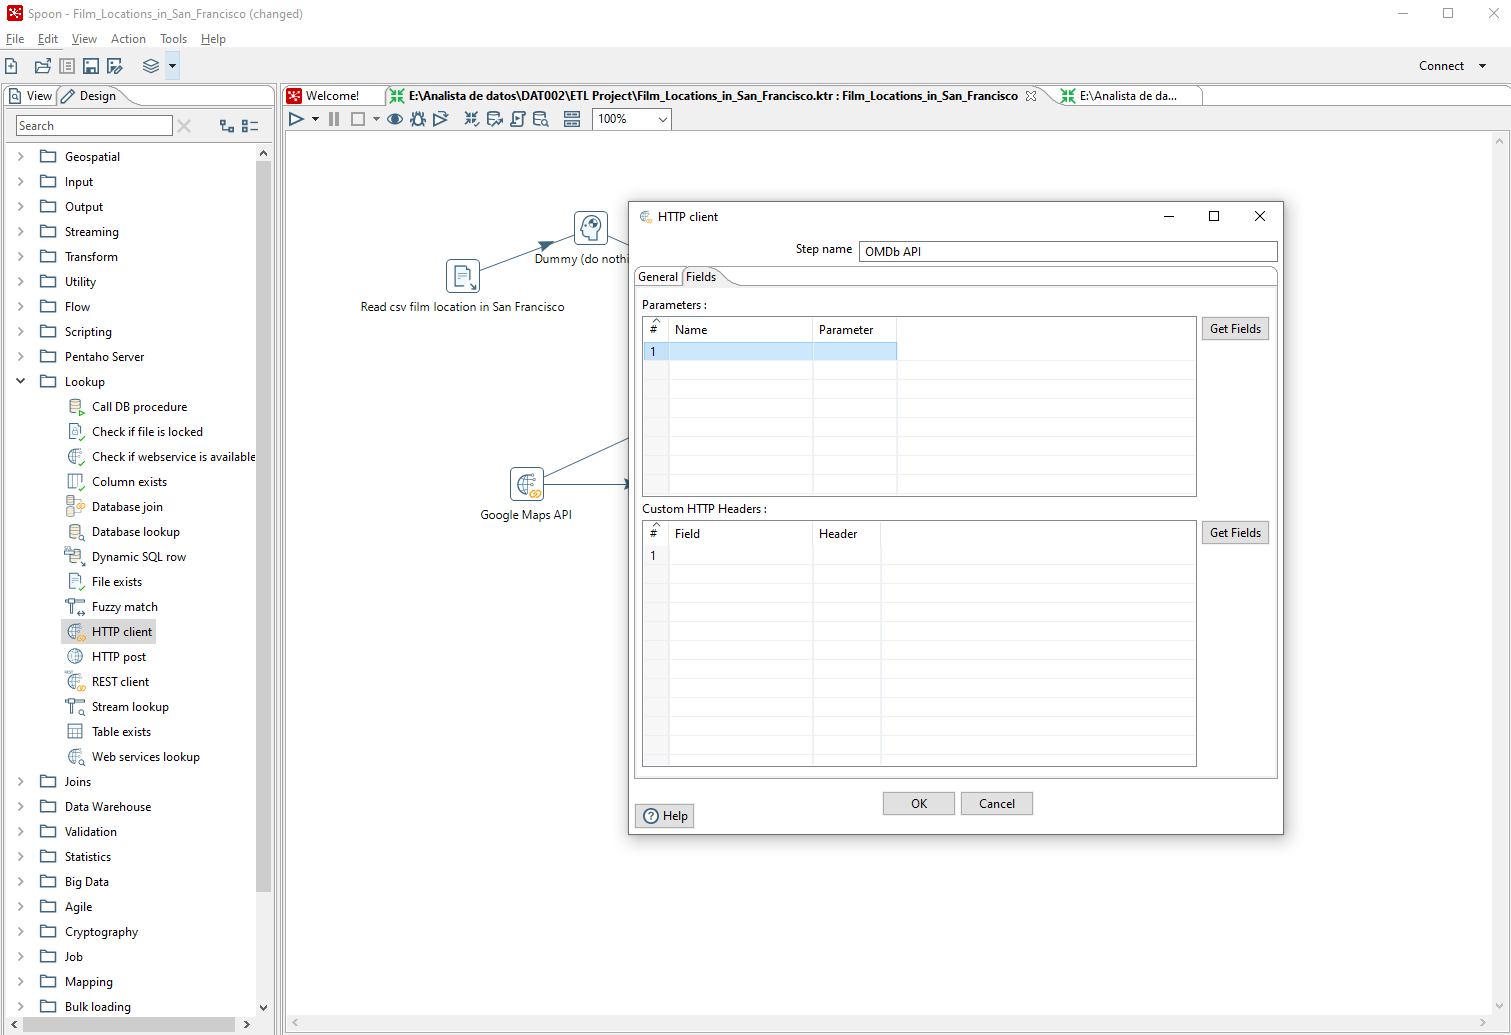 Spoon - Film_Locations_in_San_Francisco (changed)
File Edit View Action Tools Help
Connect
View Design
Welcome! E:\Analista de datos\DAT002\ETL Project\Film_Locations_in_San_Francisco.ktr : Film_Locations_in_San_Francisco E:\Analista de da...
Search
100%
Geospatial
Input
Output
Streaming
Transform
Utility
Flow
Scripting
Pentaho Server
Lookup
Call DB procedure
Check if file is locked
Check if webservice is available
Column exists
Database join
Database lookup
Dynamic SQL row
File exists
Fuzzy match
HTTP client
HTTP post
REST client
Stream lookup
Table exists
Web services lookup
Joins
Data Warehouse
Validation
Statistics
Big Data
Agile
Cryptography
Job
Mapping
Bulk loading
Dummy (do nothi
Read csv film location in San Francisco
Google Maps API
HTTP client
Step name OMDb API
General Fields
Parameters :
# Name Parameter
Get Fields
1
Custom HTTP Headers :
# Field Header
Get Fields
1
OK Cancel
Help